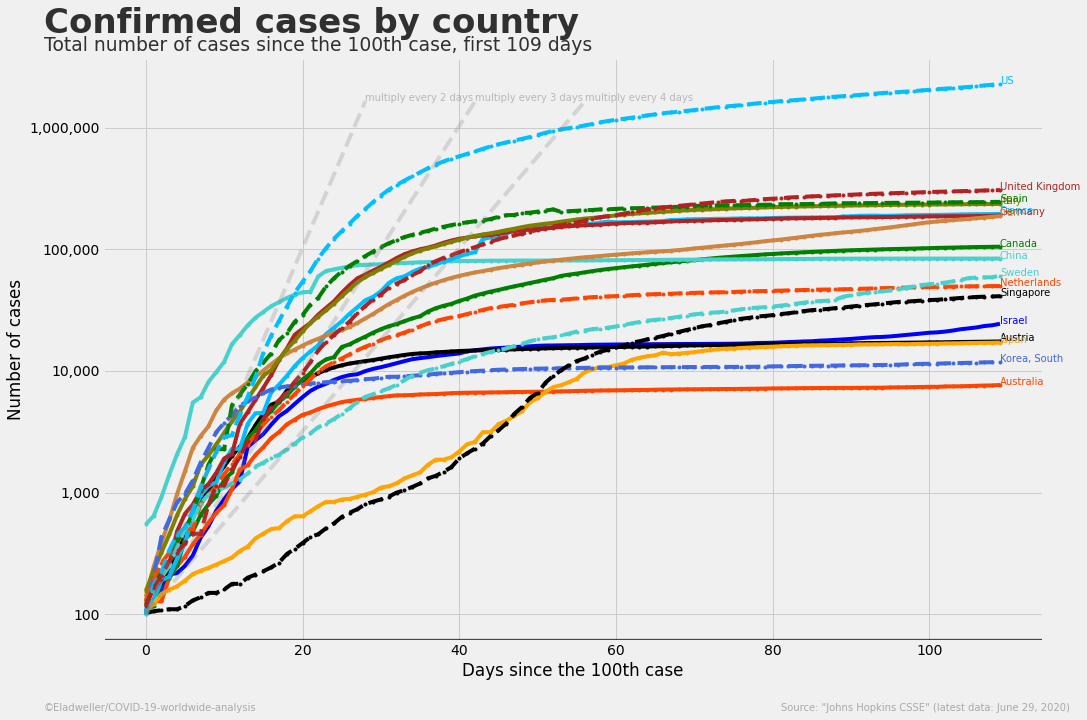 Confirmed cases by country
Total number of cases since the 100th case, first 109 days
multiply every 2 days multiply every 3 days multiply every 4 days
US
1,000,000
United Kingdom
Spain
Italy
Germany
100,000
Canada
China
Sweden
Netherlands
Singapore
Israel
Austria
10,000
Korea, South
Australia
1,000
100
Number of cases
0 20 40 60 80 100
Days since the 100th case
©Eladweller/COVID-19-worldwide-analysis
Source: "Johns Hopkins CSSE" (latest data: June 29, 2020)